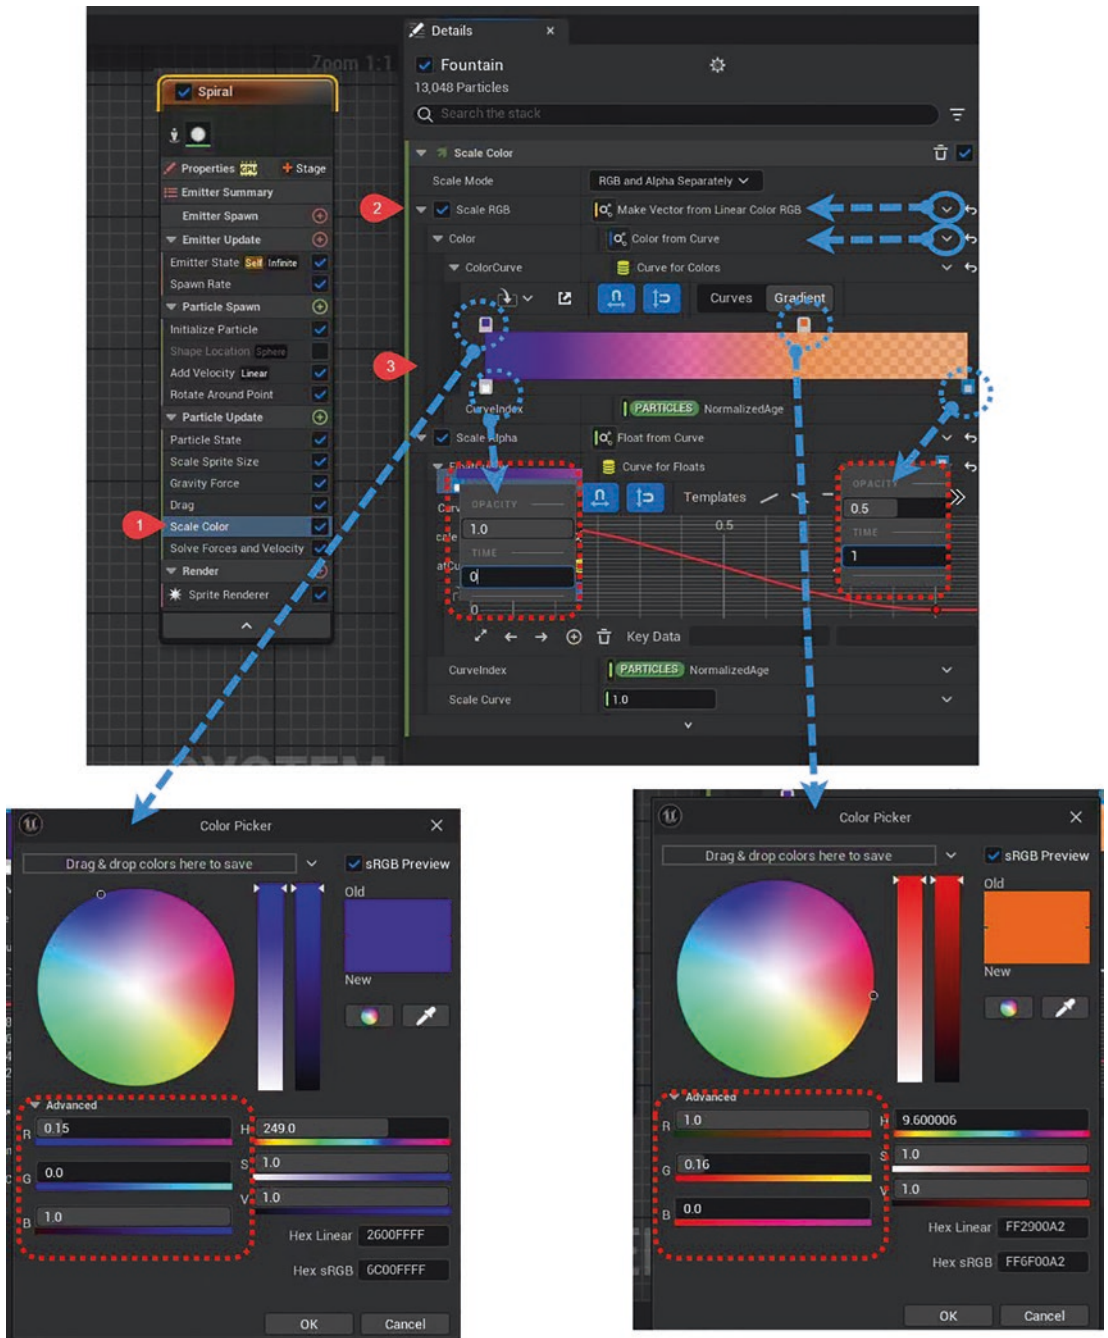 Details ×
Zoom 1:1
Fountain
13,048 Particles
Search the stack
Spiral
Properties CPU + Stage
Emitter Summary
Emitter Spawn
Emitter Update
Emitter State Self Infinite
Spawn Rate
Particle Spawn
Initialize Particle
Shape Location Sphere
Add Velocity Linear
Rotate Around Point
Particle Update
Particle State
Scale Sprite Size
Gravity Force
Drag
1
Scale Color
Solve Forces and Velocity
Render
Sprite Renderer
SYSTEM
Scale Color
Scale Mode RGB and Alpha Separately
2
Scale RGB Make Vector from Linear Color RGB
Color Color from Curve
ColorCurve Curve for Colors
Curves Gradient
3
CurveIndex PARTICLES NormalizedAge
Scale Alpha Float from Curve
Curve for Floats
Templates
OPACITY
1.0
TIME
0
0.5
OPACITY
0.5
TIME
1
0
Key Data
CurveIndex PARTICLES NormalizedAge
Scale Curve 1.0
Color Picker
Drag & drop colors here to save
sRGB Preview
Old
New
Advanced
R 0.15 H 249.0
G 0.0 S 1.0
B 1.0 V 1.0
Hex Linear 2600FFFF
Hex sRGB 6C00FFFF
OK Cancel
Color Picker
Drag & drop colors here to save
sRGB Preview
Old
New
Advanced
R 1.0 H 9.600006
G 0.16 S 1.0
B 0.0 V 1.0
Hex Linear FF2900A2
Hex sRGB FF6F00A2
OK Cancel